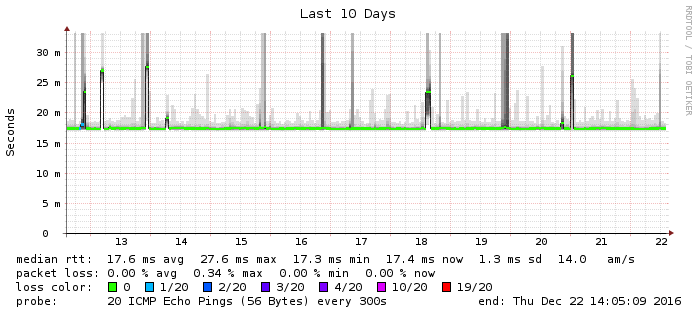 Last 10 Days
RRDTOOL / TOBI OETIKER
Seconds
30 m
25 m
20 m
15 m
10 m
5 m
0
13 14 15 16 17 18 19 20 21 22
median rtt: 17.6 ms avg 27.6 ms max 17.3 ms min 17.4 ms now 1.3 ms sd 14.0 am/s
packet loss: 0.00 % avg 0.34 % max 0.00 % min 0.00 % now
loss color: 0 1/20 2/20 3/20 4/20 10/20 19/20
probe: 20 ICMP Echo Pings (56 Bytes) every 300s end: Thu Dec 22 14:05:09 2016